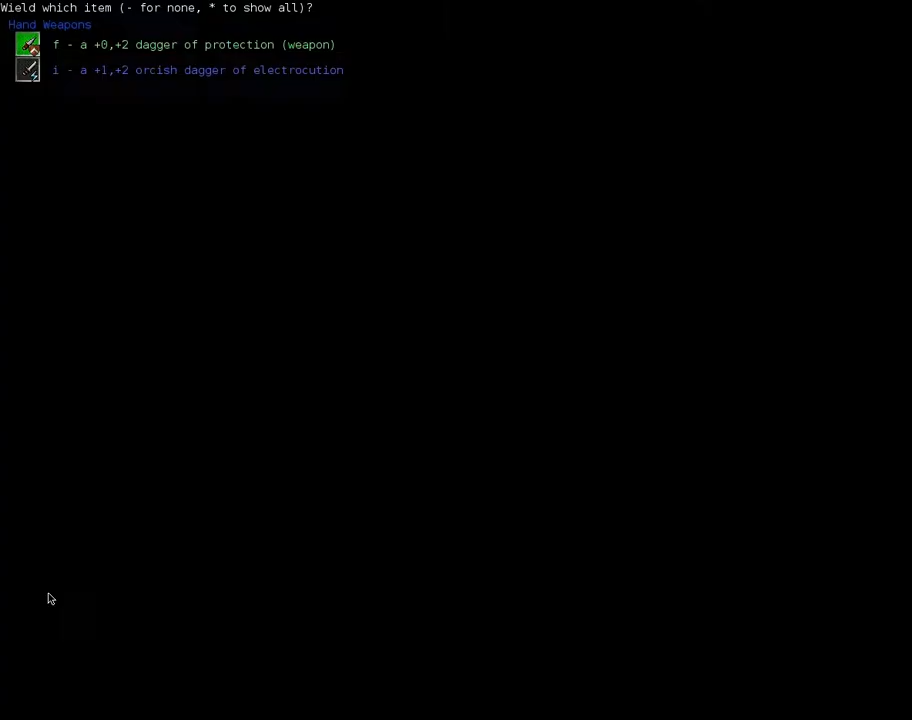 Wield which item (- for none, * to show all)?
Hand Weapons
f - a +0,+2 dagger of protection (weapon)
i - a +1,+2 orcish dagger of electrocution